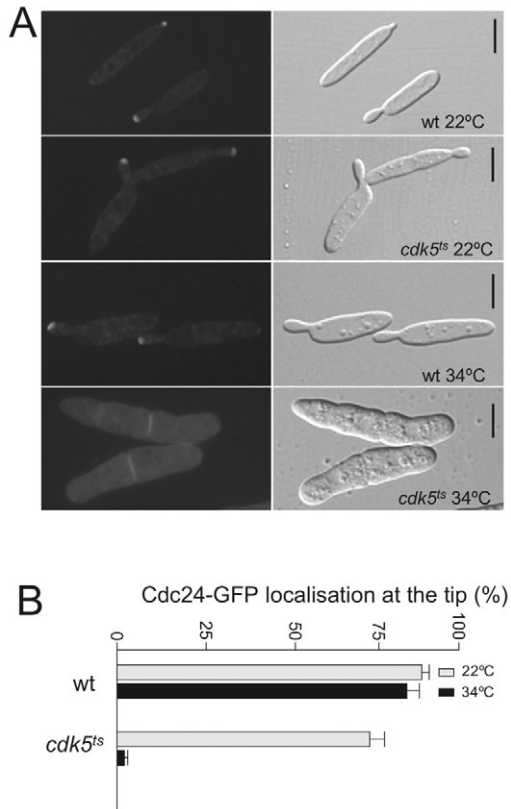 A
wt 22ºC
cdk5ts 22ºC
wt 34ºC
cdk5ts 34ºC
B
Cdc24-GFP localisation at the tip (%)
0 25 50 75 100
wt
22ºC
34ºC
cdk5ts